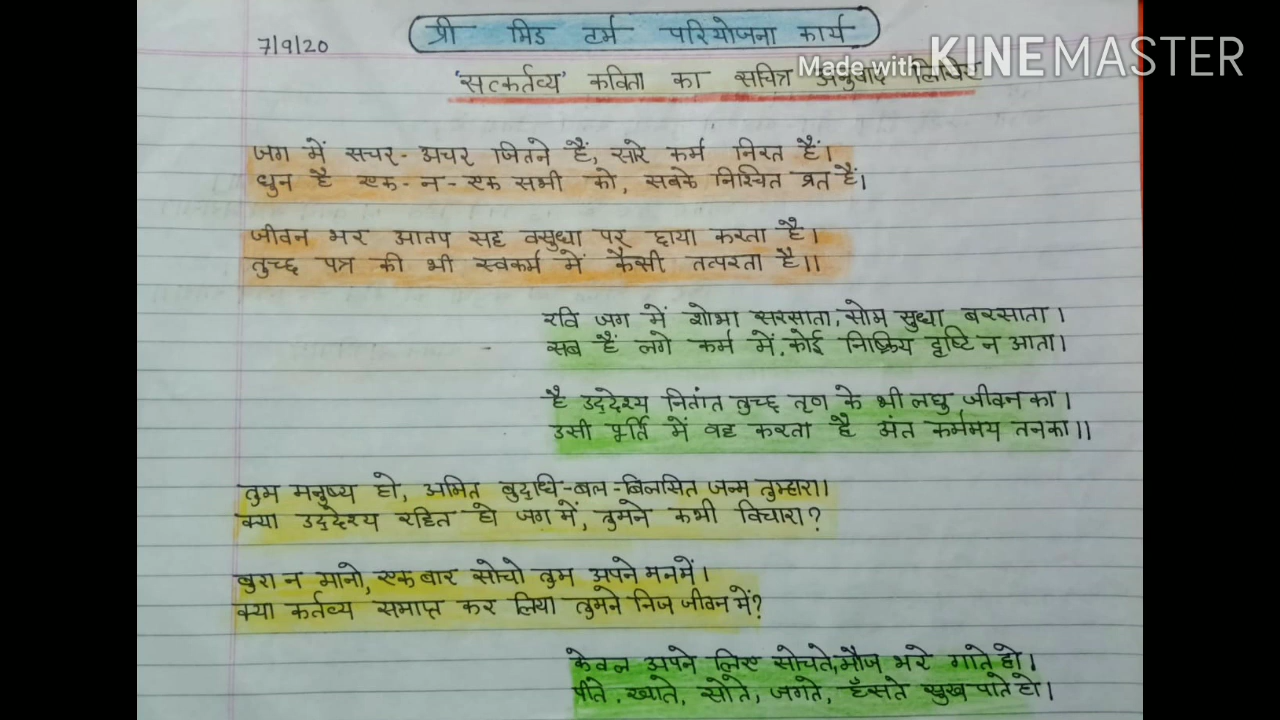 7/9/20
प्री मिड टर्म परियोजना कार्य
Made with KINEMASTER
'सत्कर्तव्य' कविता का सचित्र अनुवाद लिखिए
जग में सचर-अचर जितने हैं, सारे कर्म निरत हैं।
धुन है एक-न-एक सभी को, सबके निश्चित व्रत हैं।
जीवन भर आतप सह वसुधा पर छाया करता है।
तुच्छ पत्र की भी स्वकर्म में कैसी तत्परता है।।
रवि जग में शोभा सरसाता, सोम सुधा बरसाता।
सब हैं लगे कर्म में, कोई निष्क्रिय दृष्टि न आता।
है उद्देश्य नितांत तुच्छ तृण के भी लघु जीवन का।
उसी पूर्ति में वह करता है अंत कर्ममय तनका।।
तुम मनुष्य हो, अमित बुद्धि-बल-बिलसित जन्म तुम्हारा।
क्या उद्देश्य रहित हो जग में, तुमने कभी विचारा?
बुरा न मानो, एक बार सोचो तुम अपने मनमें।
क्या कर्तव्य समाप्त कर लिया तुमने निज जीवन में?
केवल अपने लिए सोचते, मौज भरे गाते हो।
पीते, खाते, सोते, जगते, हँसते सुख पाते हो।